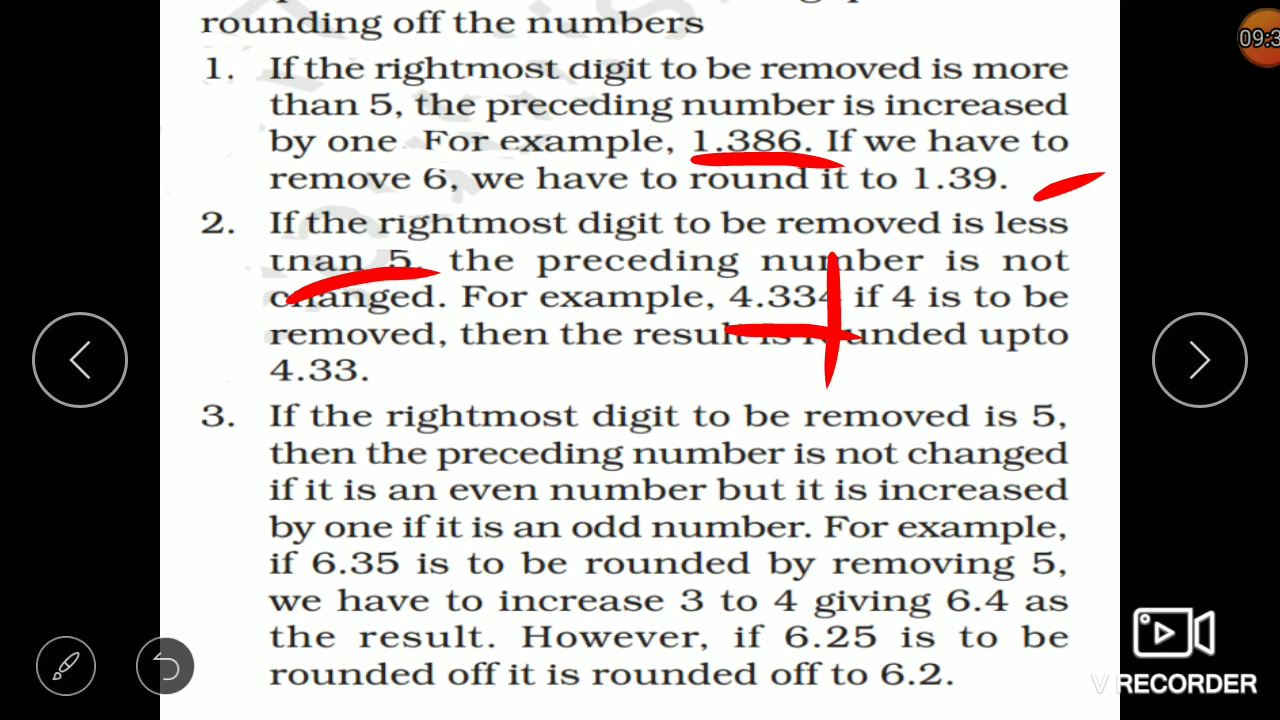 rounding off the numbers
09:3
1. If the rightmost digit to be removed is more
than 5, the preceding number is increased
by one For example, 1.386. If we have to
remove 6, we have to round it to 1.39.
2. If the rightmost digit to be removed is less
than 5, the preceding number is not
changed. For example, 4.334 if 4 is to be
removed, then the result is rounded upto
4.33.
3. If the rightmost digit to be removed is 5,
then the preceding number is not changed
if it is an even number but it is increased
by one if it is an odd number. For example,
if 6.35 is to be rounded by removing 5,
we have to increase 3 to 4 giving 6.4 as
the result. However, if 6.25 is to be
rounded off it is rounded off to 6.2.
V RECORDER